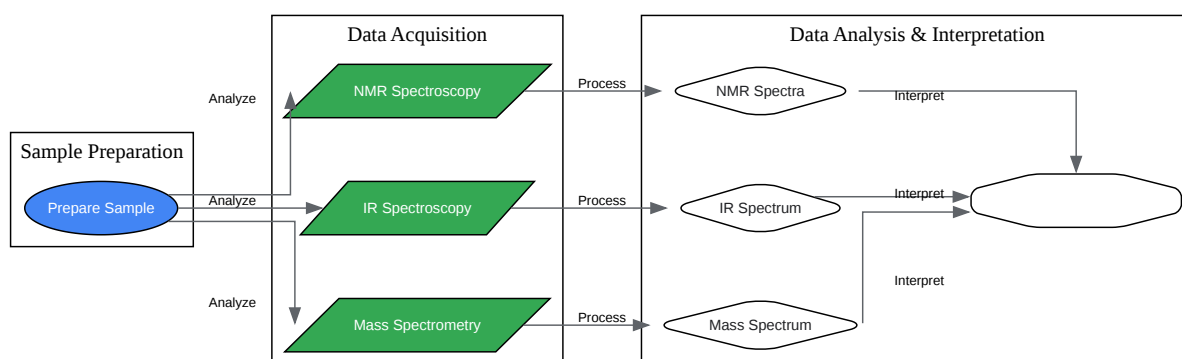 Data Acquisition
Data Analysis & Interpretation
NMR Spectroscopy
Process
NMR Spectra
Interpret
Analyze
Sample Preparation
Prepare Sample
Analyze
IR Spectroscopy
Process
IR Spectrum
Interpret
Analyze
Mass Spectrometry
Process
Mass Spectrum
Interpret